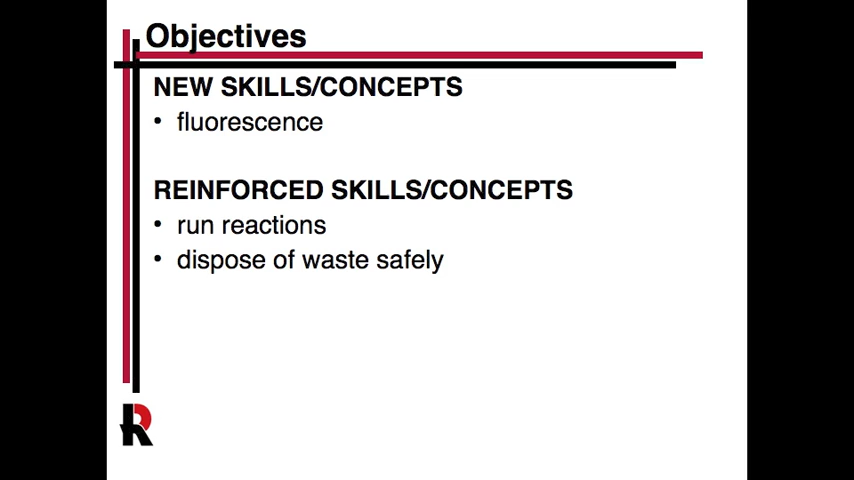 Objectives
NEW SKILLS/CONCEPTS
• fluorescence
REINFORCED SKILLS/CONCEPTS
• run reactions
• dispose of waste safely